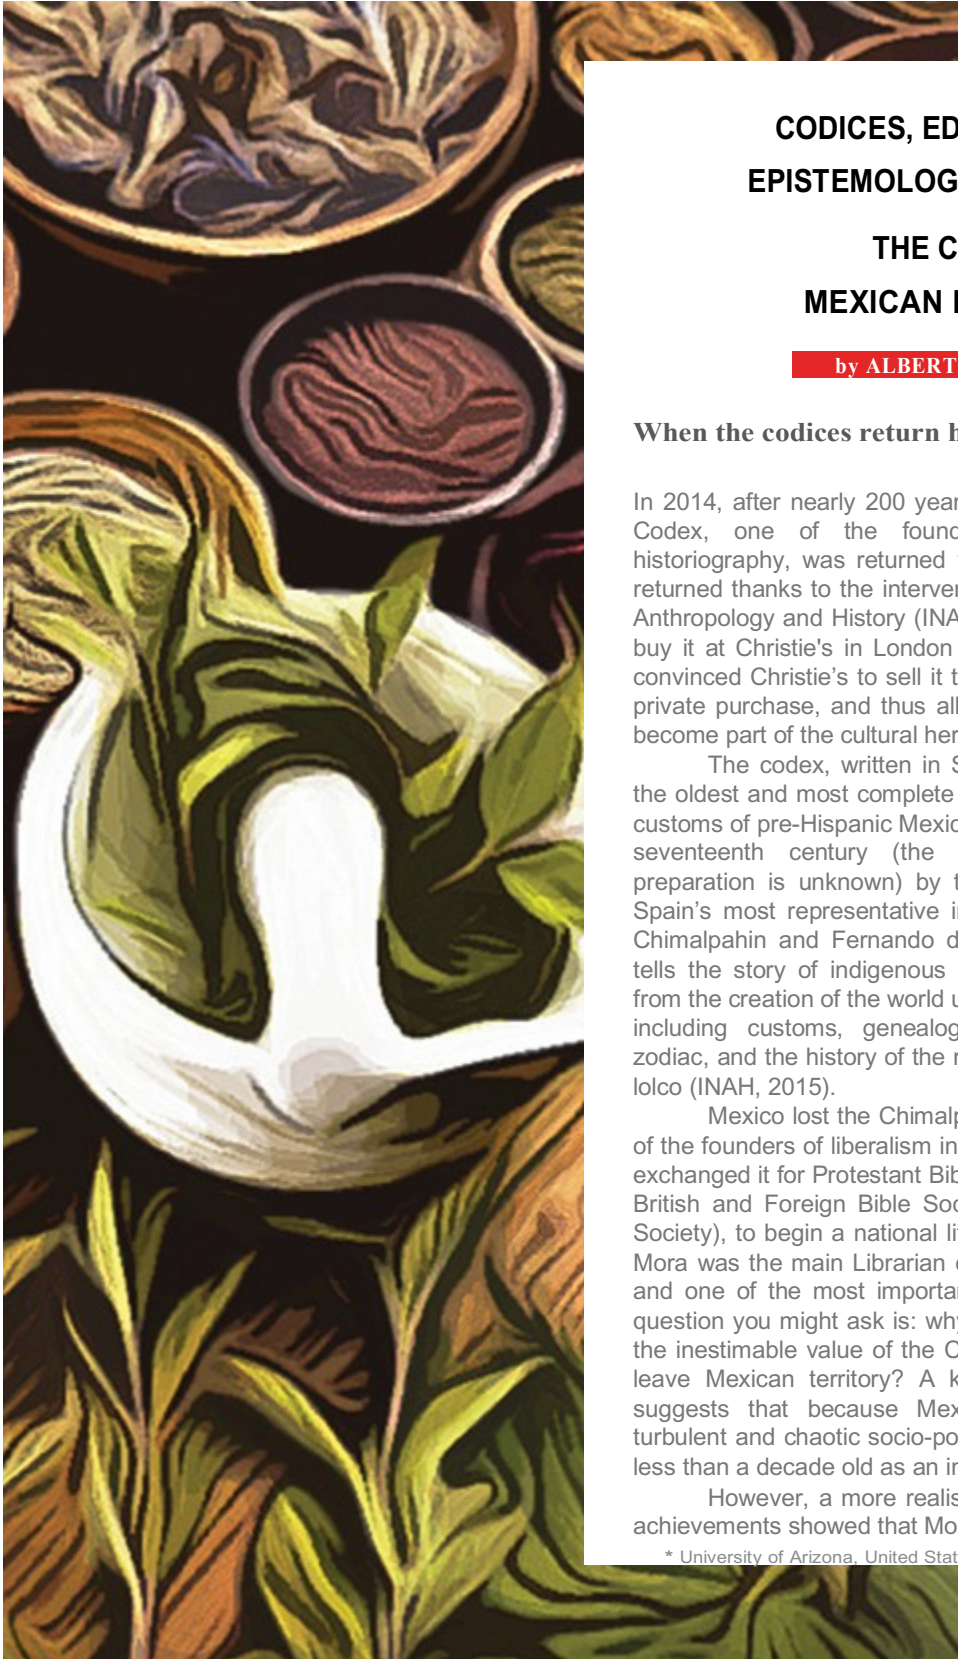 CODICES, ED
EPISTEMOLOG
THE C
MEXICAN
by ALBERT
When the codices return h
In 2014, after nearly 200 year
Codex, one of the found
historiography, was returned
returned thanks to the interver
Anthropology and History (INA
buy it at Christie's in London
convinced Christie’s to sell it t
private purchase, and thus all
become part of the cultural her
The codex, written in S
the oldest and most complete
customs of pre-Hispanic Mexic
seventeenth century (the
preparation is unknown) by t
Spain’s most representative in
Chimalpahin and Fernando d
tells the story of indigenous
from the creation of the world u
including customs, genealog
zodiac, and the history of the r
lolco (INAH, 2015).
Mexico lost the Chimalp
of the founders of liberalism in
exchanged it for Protestant Bib
British and Foreign Bible Soc
Society), to begin a national li
Mora was the main Librarian
and one of the most importar
question you might ask is: why
the inestimable value of the C
leave Mexican territory? A k
suggests that because Mex
turbulent and chaotic socio-po
less than a decade old as an in
However, a more realis
achievements showed that Mo
* University of Arizona, United Stat